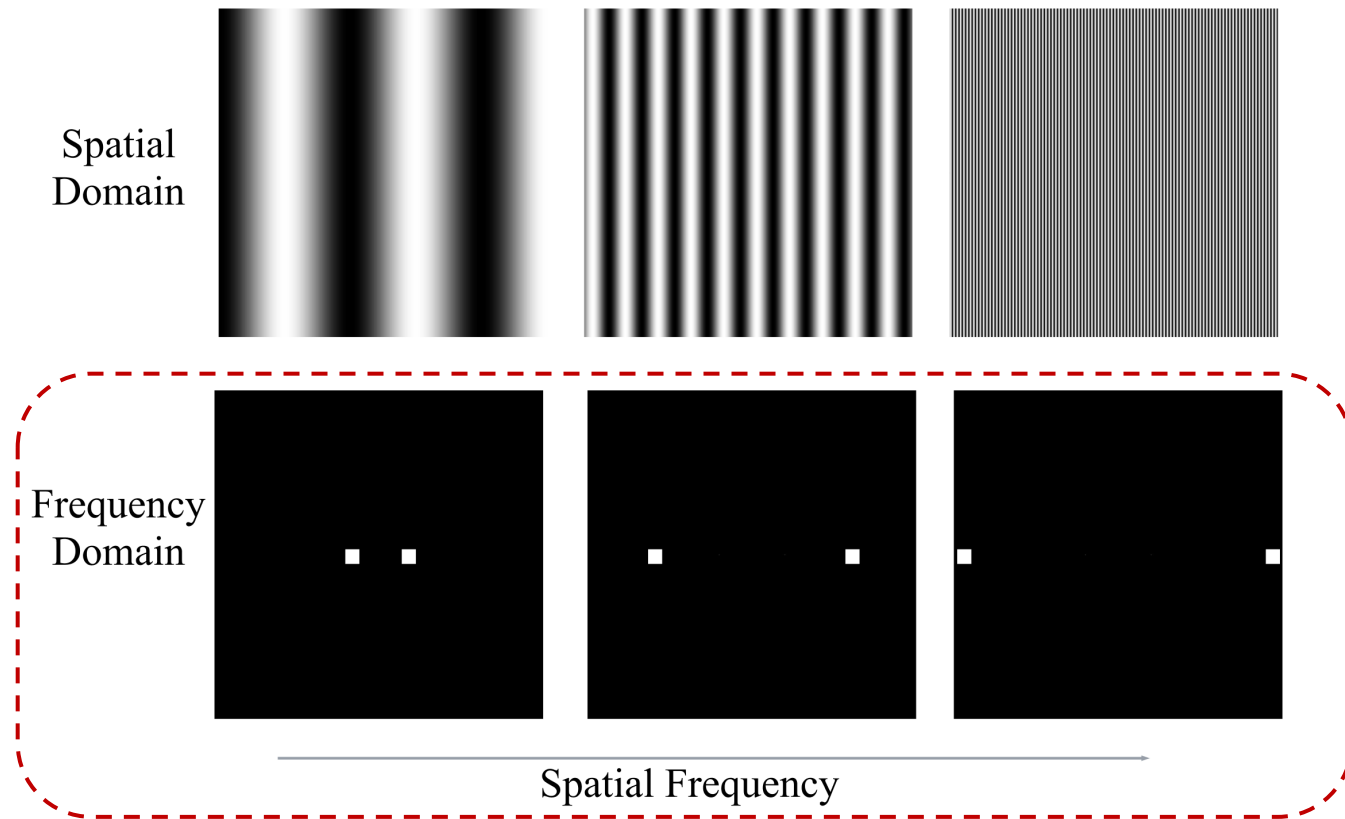 Spatial
Domain
Frequency
Domain
Spatial Frequency